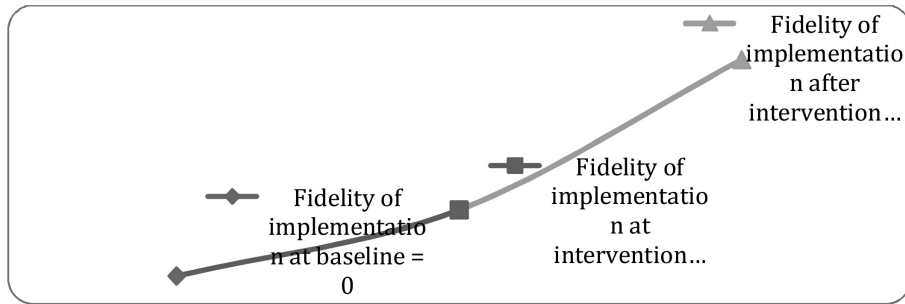 Fidelity of
implementatio
n after
intervention…
Fidelity of
implementatio
n at
intervention…
Fidelity of
implementatio
n at baseline =
0